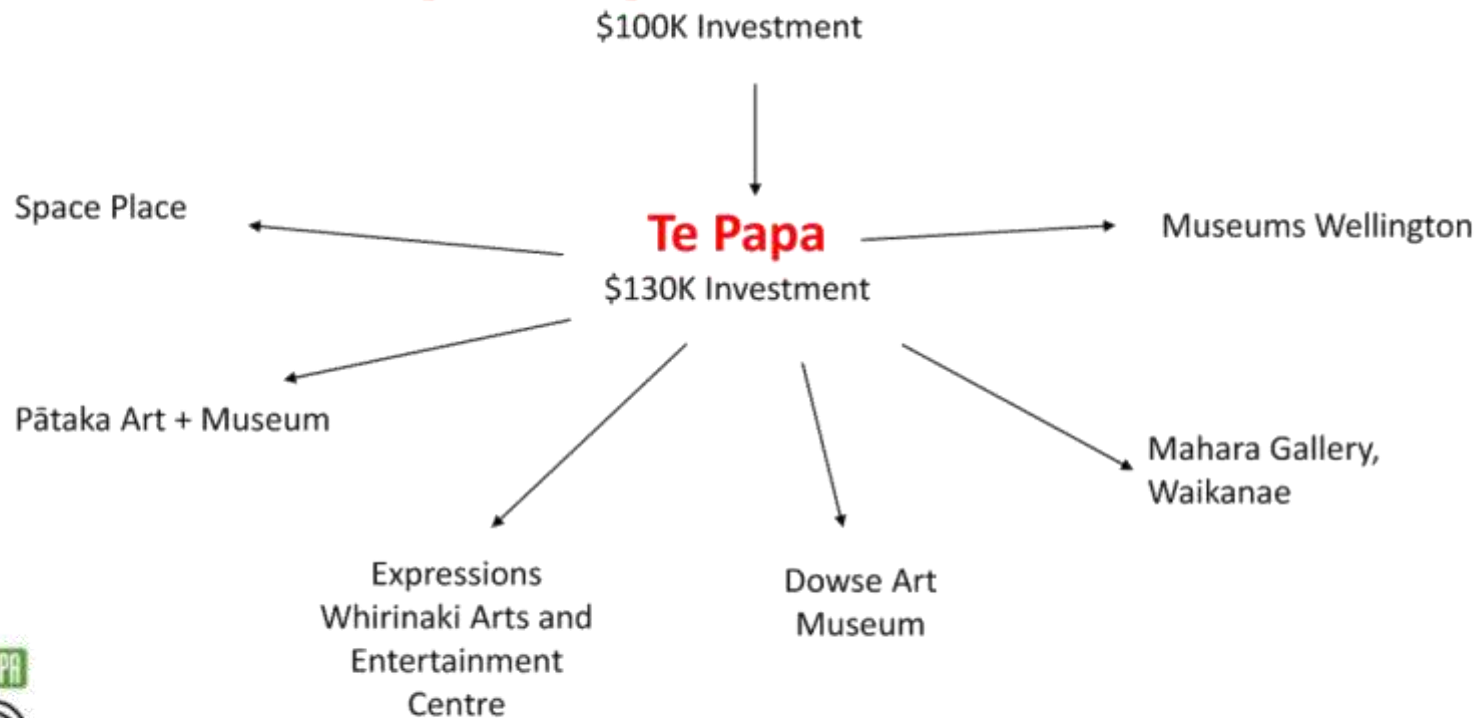 $100K Investment
Space Place
Te Papa
Museums Wellington
$130K Investment
Pātaka Art + Museum
Mahara Gallery,
Waikanae
Expressions
Whirinaki Arts and
Entertainment
Centre
Dowse Art
Museum